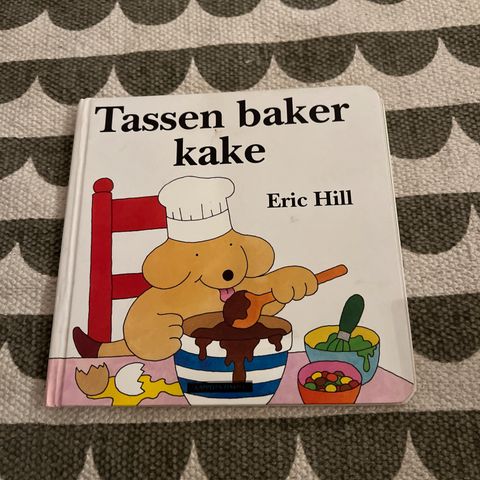 Tassen baker
kake
Eric Hill